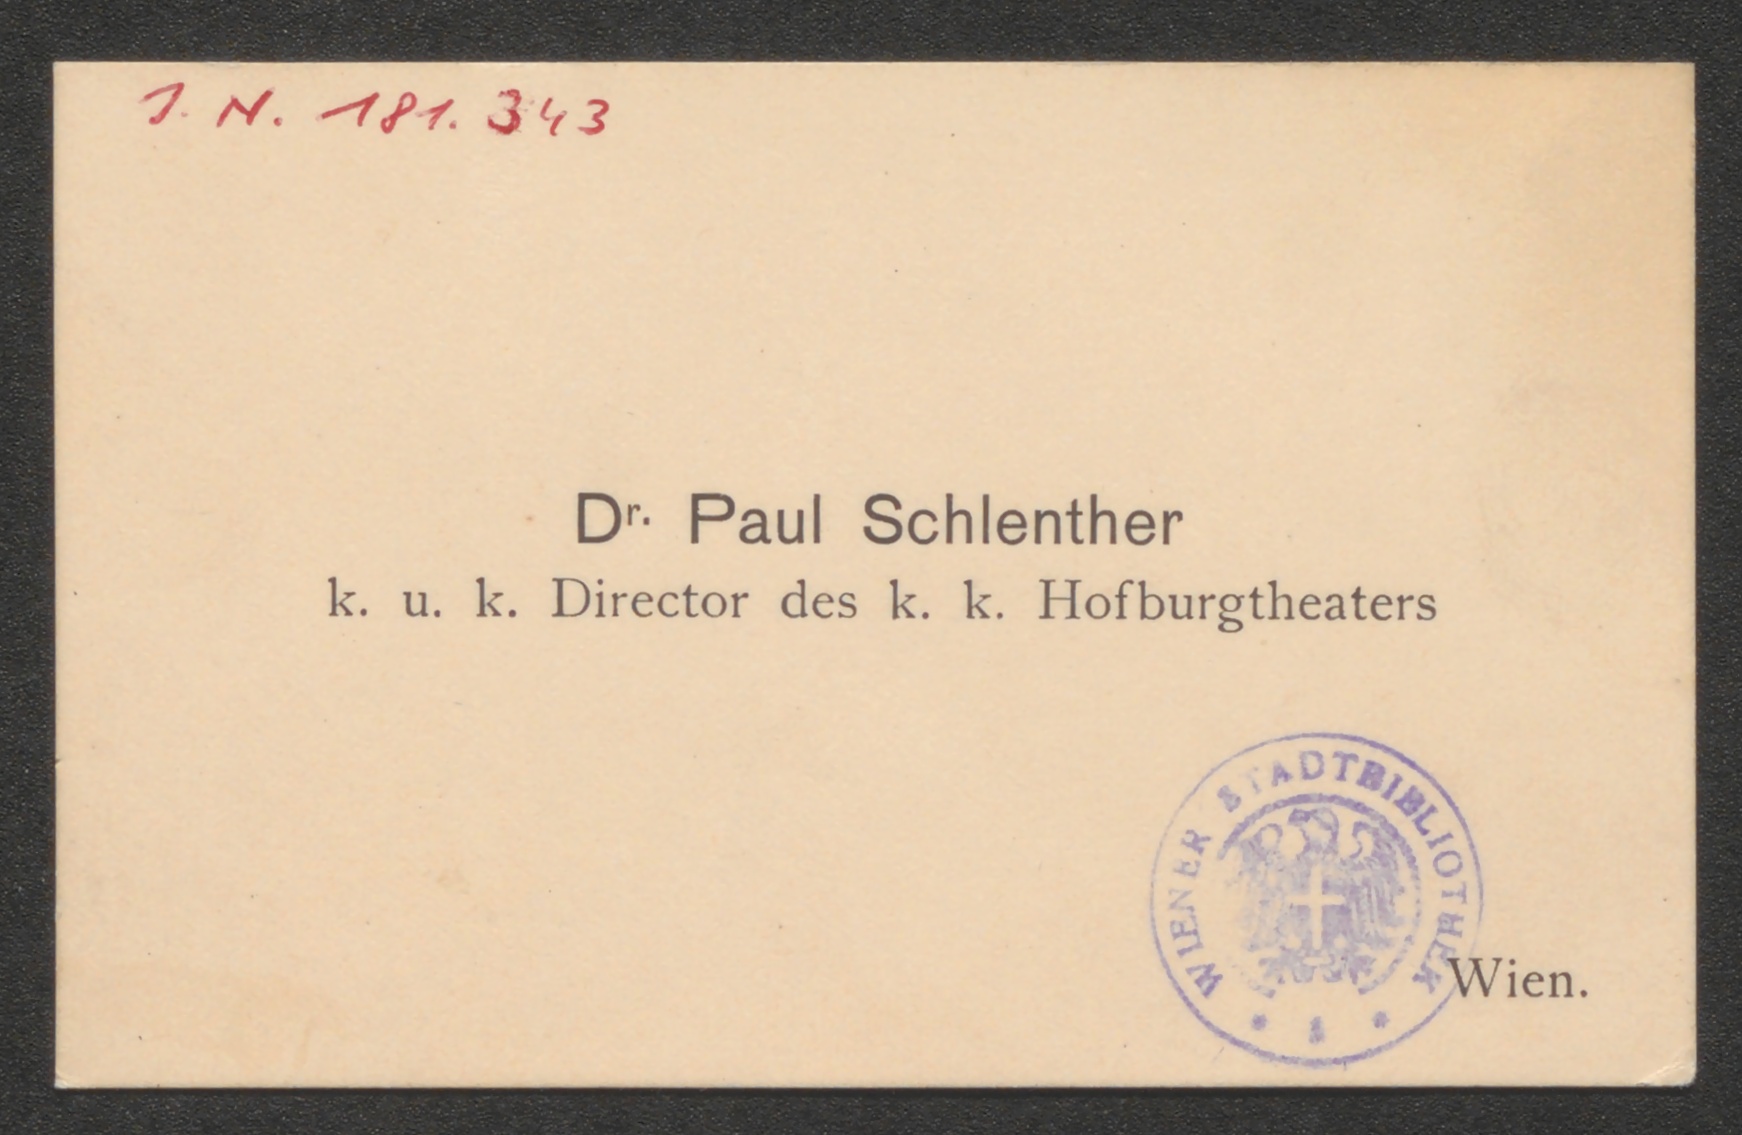 J. N. 181.343
Dr. Paul Schlenther
k. u. k. Director des k. k. Hofburgtheaters
WIENER STADTBIBLIOTHEK
Wien.